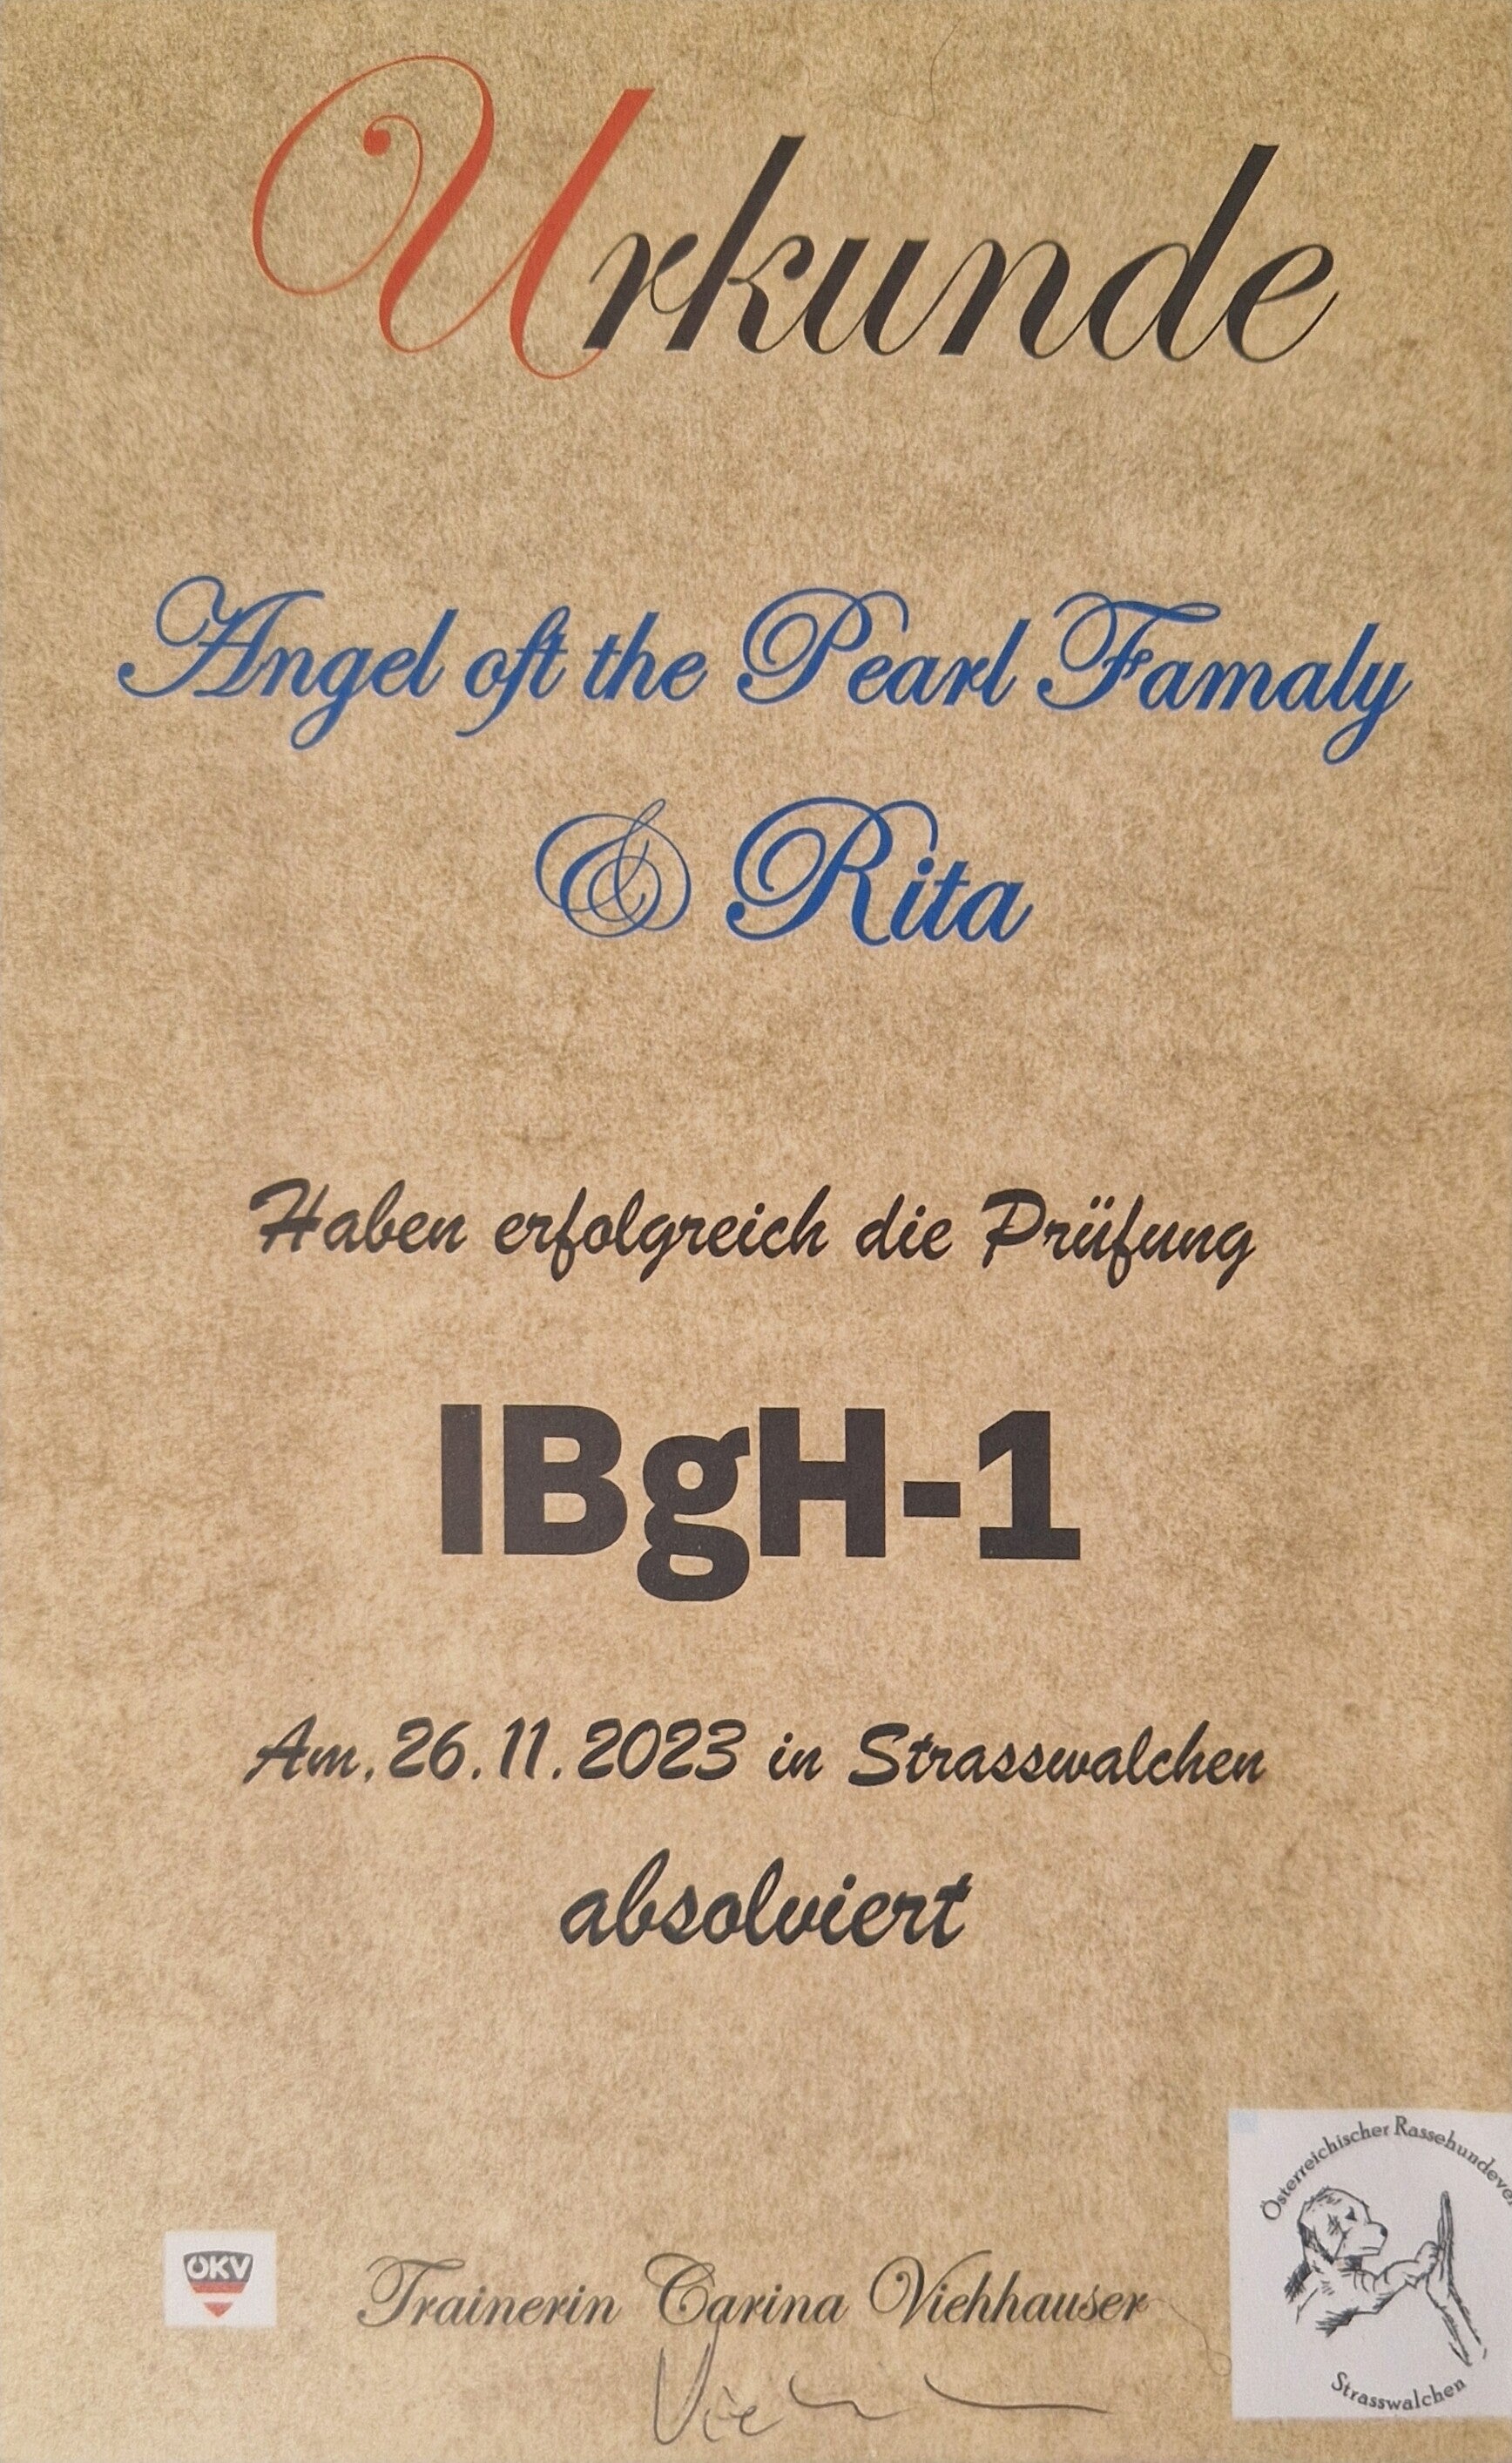 Urkunde
Angel oft the Pearl Famaly
& Rita
Haben erfolgreich die Prüfung
IBgH-1
Am. 26.11.2023 in Strasswalchen
absolviert
Österreichischer Rassehundever
ÖKV
Trainerin Carina Viehhauser
Strasswalchen